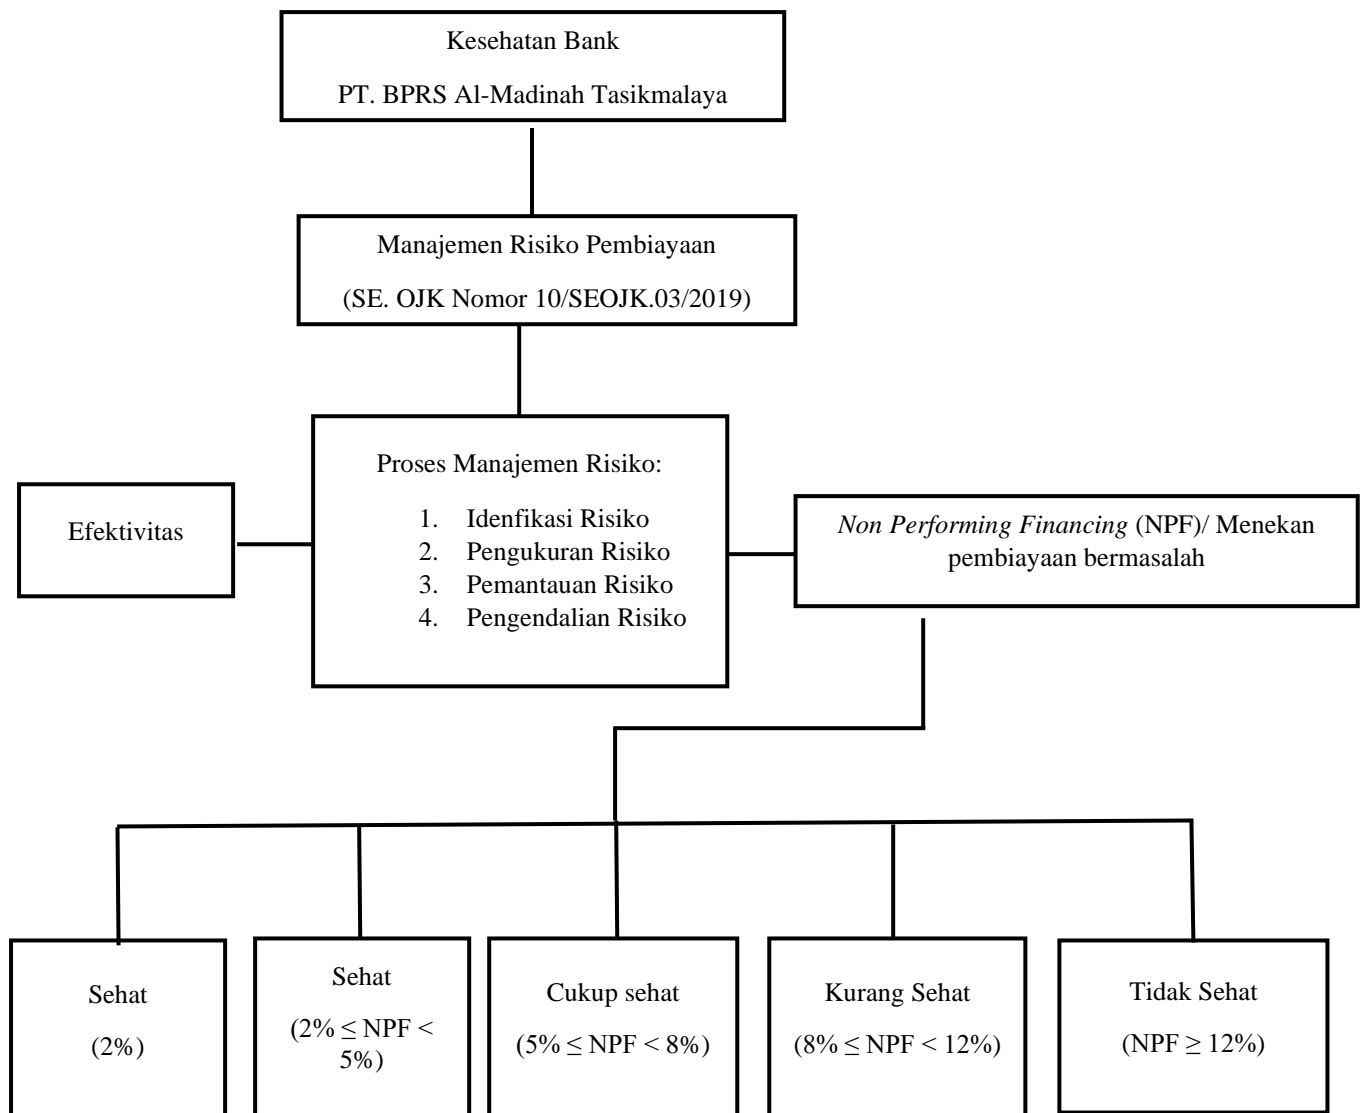 Kesehatan Bank
PT. BPRS Al-Madinah Tasikmalaya
Manajemen Risiko Pembiayaan
(SE. OJK Nomor 10/SEOJK.03/2019)
Proses Manajemen Risiko:
1. Idenfikasi Risiko
2. Pengukuran Risiko
3. Pemantauan Risiko
4. Pengendalian Risiko
Efektivitas
Non Performing Financing (NPF)/ Menekan
pembiayaan bermasalah
Sehat
(2%)
Sehat
(2% ≤ NPF <
5%)
Cukup sehat
(5% ≤ NPF < 8%)
Kurang Sehat
(8% ≤ NPF < 12%)
Tidak Sehat
(NPF ≥ 12%)